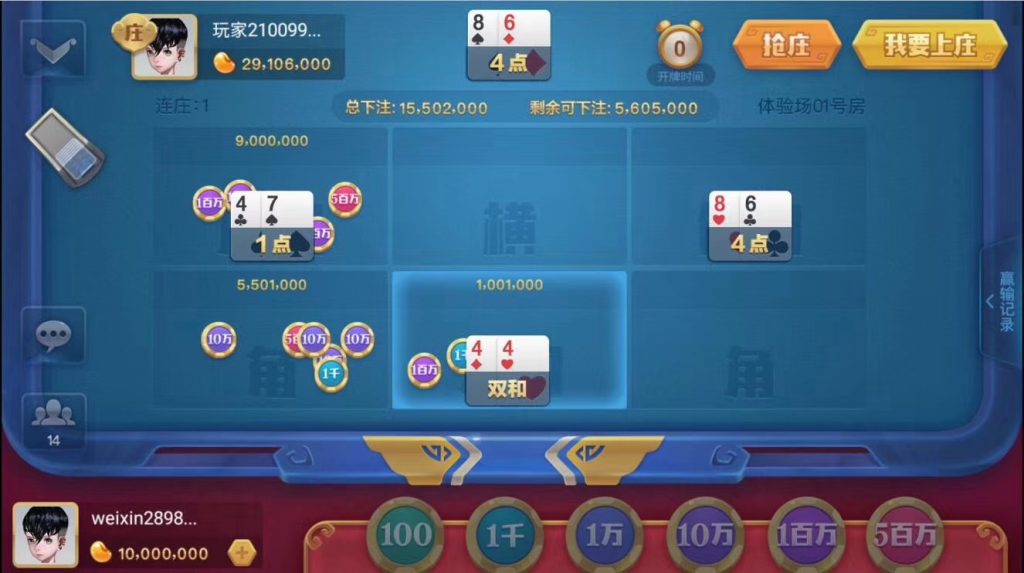 庄
玩家210099...
29,106,000
8 6
4点
0
开牌时间
抢庄
我要上庄
连庄:1
总下注: 15,502,000
剩余可下注: 5,605,000
体验场01号房
9,000,000
1百万
5百万
百万
4 7
1点
横
8 6
4点
5,501,000
10万
10万
10万
1千
1,001,000
1百万
4 4
双和
赢输记录
14
weixin2898...
10,000,000
100
1千
1万
10万
1百万
5百万